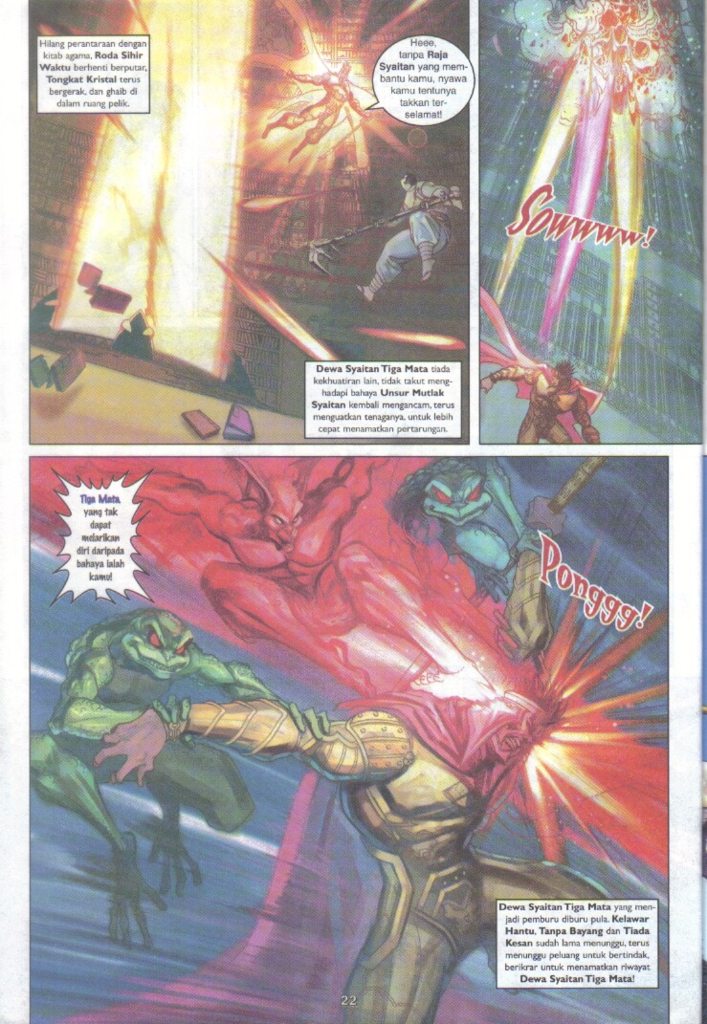 Hilang perantaraan dengan
kitab agama, Roda Sihir
Waktu berhenti berputar,
Tongkat Kristal terus
bergerak, dan ghaib di
dalam ruang pelik.
Heee,
tanpa Raja
Syaitan yang mem-
bantu kamu, nyawa
kamu tentunya
takkan ter-
selamat!
Dewa Syaitan Tiga Mata tiada
kekhuatiran lain, tidak takut meng-
hadapi bahaya Unsur Mutlak
Syaitan kembali mengancam, terus
menguatkan tenaganya, untuk lebih
cepat menamatkan pertarungan.
Sowwww!
Tiga Mata,
yang tak
dapat
melarikan
diri daripada
bahaya ialah
kamu!
Ponggg!
Dewa Syaitan Tiga Mata yang men-
jadi pemburu diburu pula. Kelawar
Hantu, Tanpa Bayang dan Tiada
Kesan sudah lama menunggu, terus
menunggu peluang untuk bertindak,
berikrar untuk menamatkan riwayat
Dewa Syaitan Tiga Mata!
22